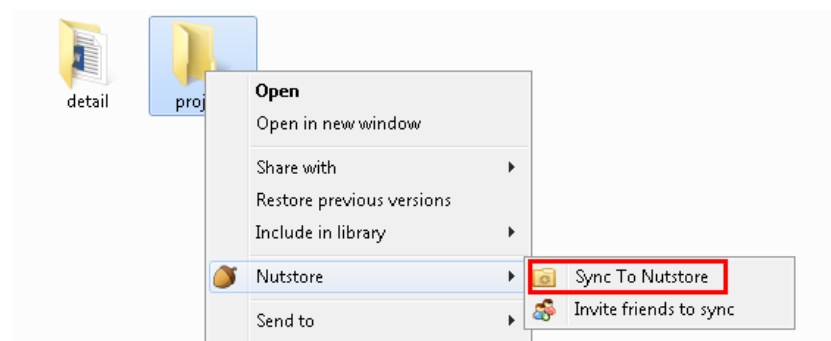 detail
proj
Open
Open in new window
Share with
Restore previous versions
Include in library
Nutstore
Sync To Nutstore
Invite friends to sync
Send to